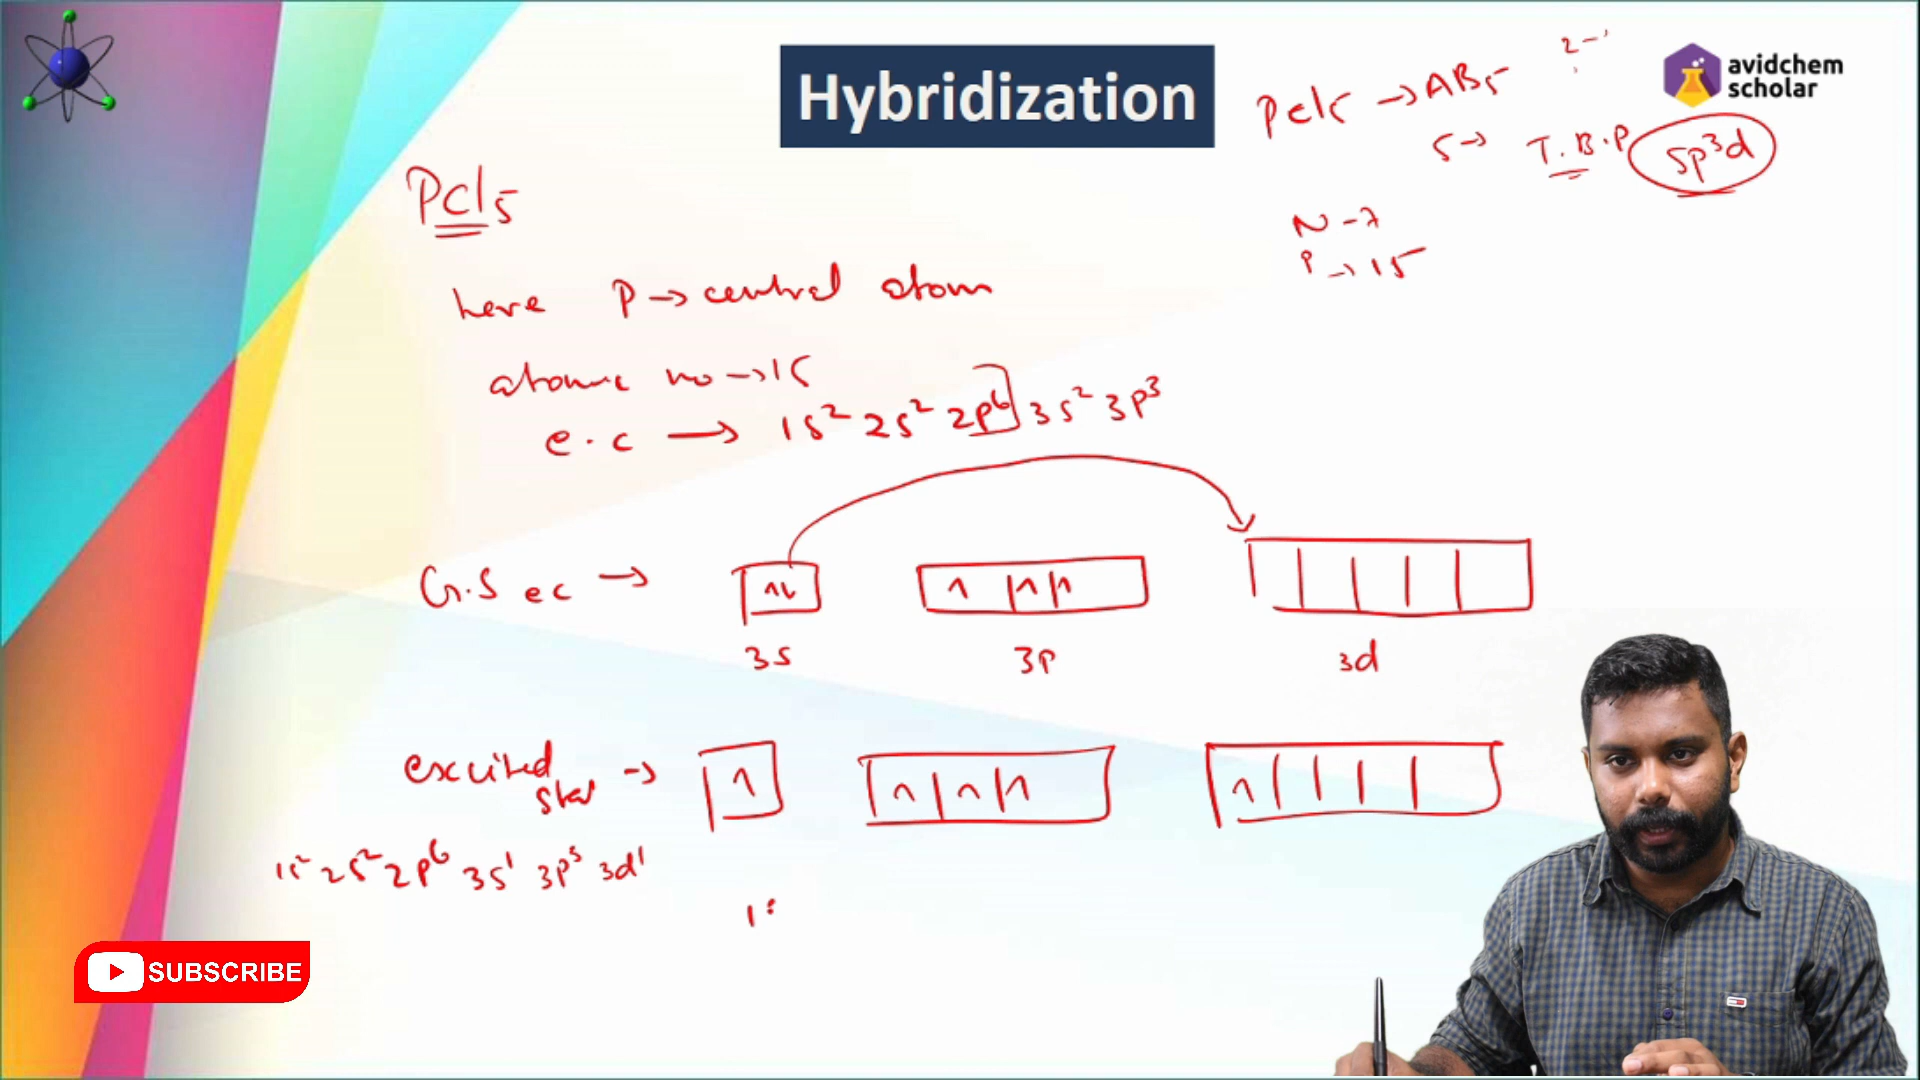 Hybridization
avidchem
scholar
PCl5 → AB5
5 → T.B.P sp³d
N - 7
P → 15
PCl5
here P → central atom
atomic no → 15
e.c → 1s² 2s² 2p⁶ 3s² 3p³
G.S ec →
3s 3p 3d
excited →
1s² 2s² 2p⁶ 3s¹ 3p³ 3d¹
SUBSCRIBE